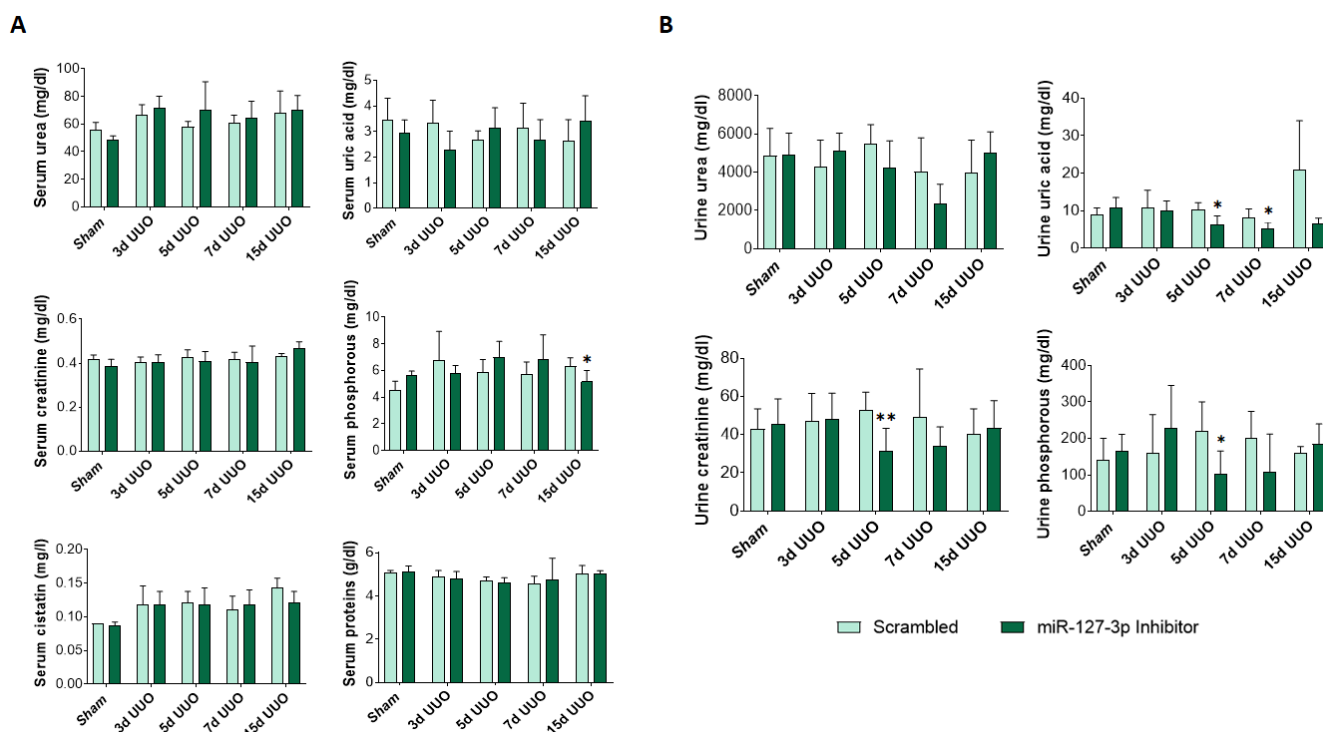 A
B
Serum urea (mg/dl)
100
80
60
40
20
0
Sham 3d UUO 5d UUO 7d UUO 15d UUO
Serum uric acid (mg/dl)
5
4
3
2
1
0
Sham 3d UUO 5d UUO 7d UUO 15d UUO
Serum creatinine (mg/dl)
0.6
0.4
0.2
0.0
Sham 3d UUO 5d UUO 7d UUO 15d UUO
Serum phosphorous (mg/dl)
10
8
6
4
2
0
*
Sham 3d UUO 5d UUO 7d UUO 15d UUO
Serum cistatin (mg/l)
0.20
0.15
0.10
0.05
0.00
Sham 3d UUO 5d UUO 7d UUO 15d UUO
Serum proteins (g/dl)
6
4
2
0
Sham 3d UUO 5d UUO 7d UUO 15d UUO
Urine urea (mg/dl)
8000
6000
4000
2000
0
Sham 3d UUO 5d UUO 7d UUO 15d UUO
Urine uric acid (mg/dl)
40
30
20
10
0
* *
Sham 3d UUO 5d UUO 7d UUO 15d UUO
Urine creatinine (mg/dl)
80
60
40
20
0
**
Sham 3d UUO 5d UUO 7d UUO 15d UUO
Urine phosphorous (mg/dl)
400
300
200
100
0
*
Sham 3d UUO 5d UUO 7d UUO 15d UUO
Scrambled miR-127-3p Inhibitor